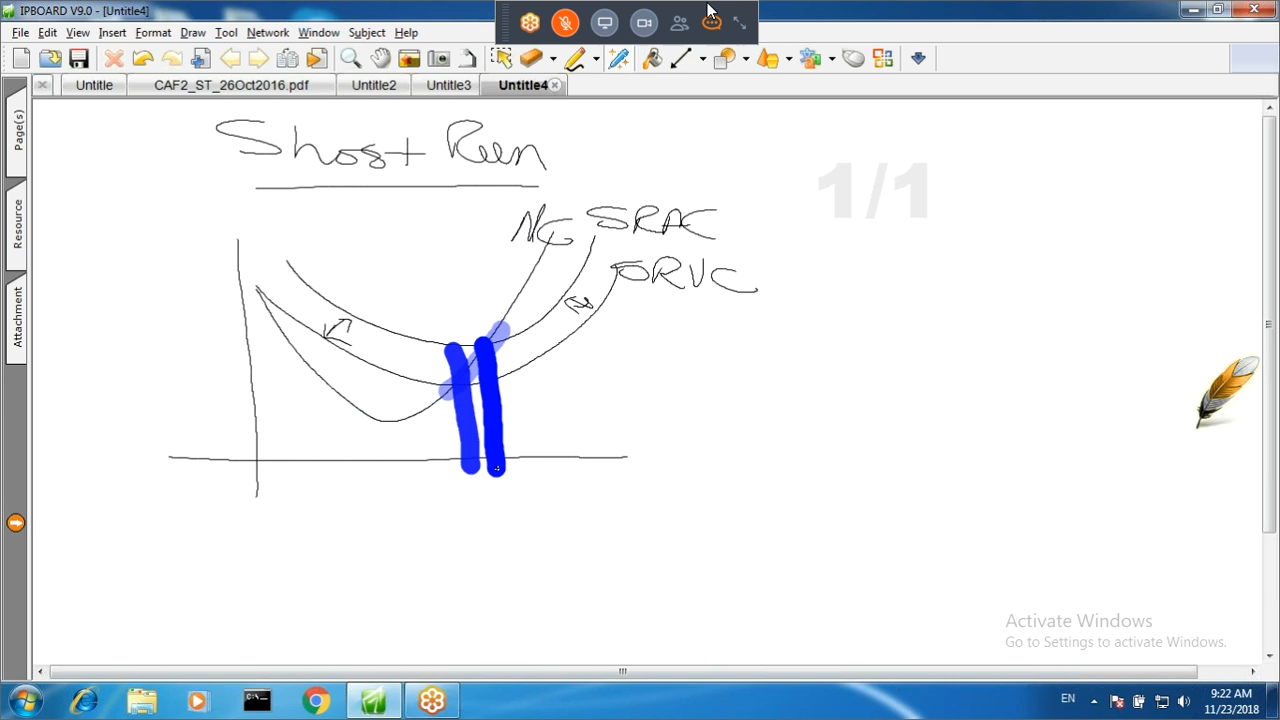 IPBOARD V9.0 - [Untitle4]
File Edit View Insert Format Draw Tool Network Window Subject Help
Untitle CAF2_ST_26Oct2016.pdf Untitle2 Untitle3 Untitle4
Page(s)
Resource
Attachment
Short Run
1/1
MC SRAC
SRVC
Activate Windows
Go to Settings to activate Windows.
EN
9:22 AM
11/23/2018